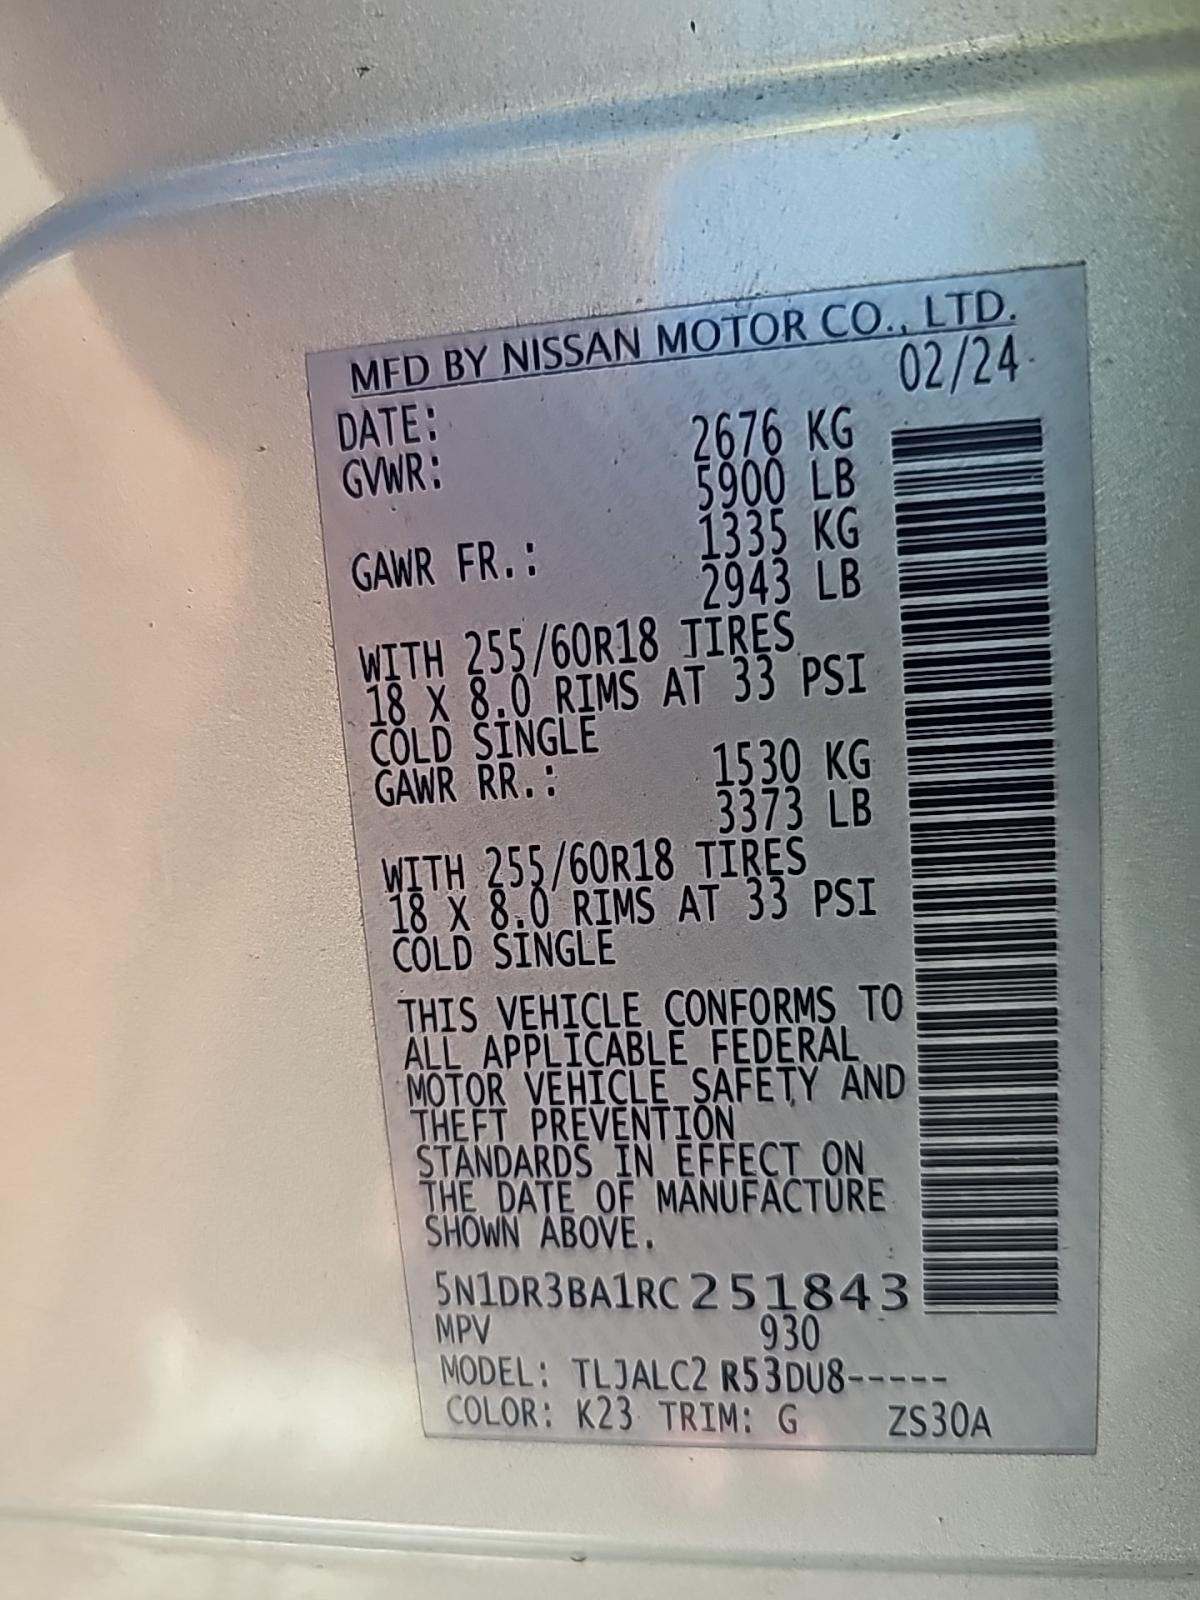 MFD BY NISSAN MOTOR CO., LTD.
DATE: 02/24
GVWR: 2676 KG
5900 LB
GAWR FR.: 1335 KG
2943 LB
WITH 255/60R18 TIRES
18 X 8.0 RIMS AT 33 PSI
COLD SINGLE
GAWR RR.: 1530 KG
3373 LB
WITH 255/60R18 TIRES
18 X 8.0 RIMS AT 33 PSI
COLD SINGLE
THIS VEHICLE CONFORMS TO
ALL APPLICABLE FEDERAL
MOTOR VEHICLE SAFETY AND
THEFT PREVENTION
STANDARDS IN EFFECT ON
THE DATE OF MANUFACTURE
SHOWN ABOVE.
5N1DR3BA1RC251843
MPV 930
MODEL: TLJALC2 R53DU8-----
COLOR: K23 TRIM: G ZS30A